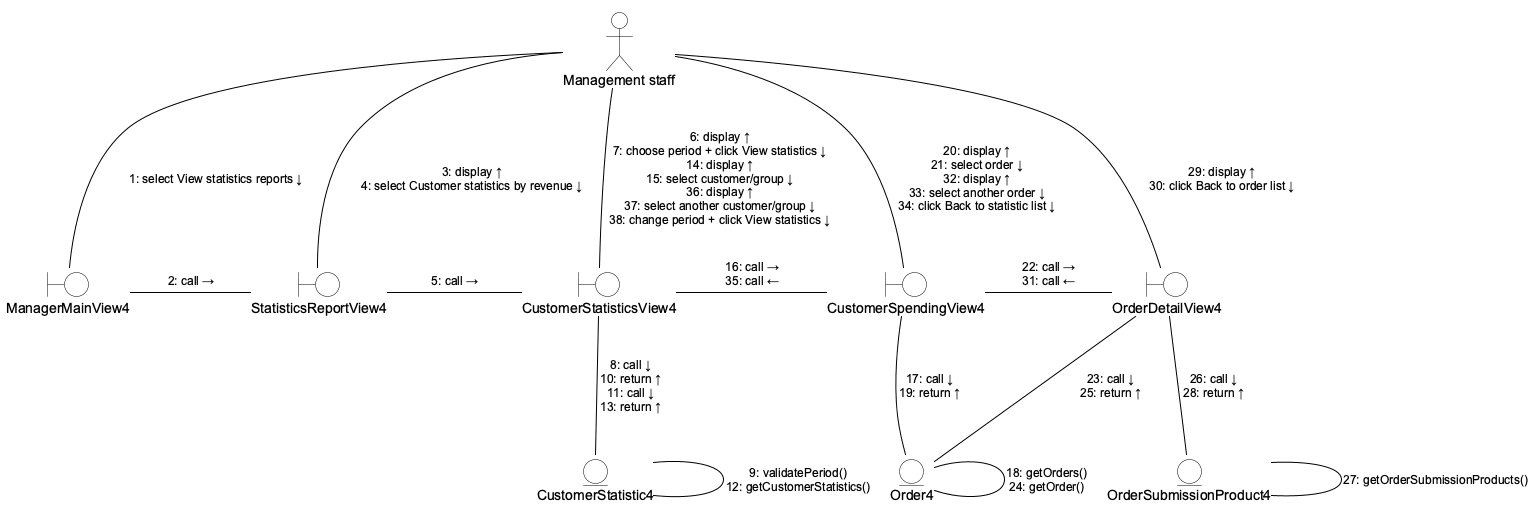 Management staff
1: select View statistics reports ↓
3: display ↑
4: select Customer statistics by revenue ↓
6: display ↑
7: choose period + click View statistics ↓
14: display ↑
15: select customer/group ↓
36: display ↑
37: select another customer/group ↓
38: change period + click View statistics ↓
20: display ↑
21: select order ↓
32: display ↑
33: select another order ↓
34: click Back to statistic list ↓
29: display ↑
30: click Back to order list ↓
2: call →
5: call →
16: call →
35: call ←
22: call →
31: call ←
ManagerMainView4
StatisticsReportView4
CustomerStatisticsView4
CustomerSpendingView4
OrderDetailView4
8: call ↓
10: return ↑
11: call ↓
13: return ↑
17: call ↓
19: return ↑
23: call ↓
25: return ↑
26: call ↓
28: return ↑
9: validatePeriod()
12: getCustomerStatistics()
18: getOrders()
24: getOrder()
27: getOrderSubmissionProducts()
CustomerStatistic4
Order4
OrderSubmissionProduct4